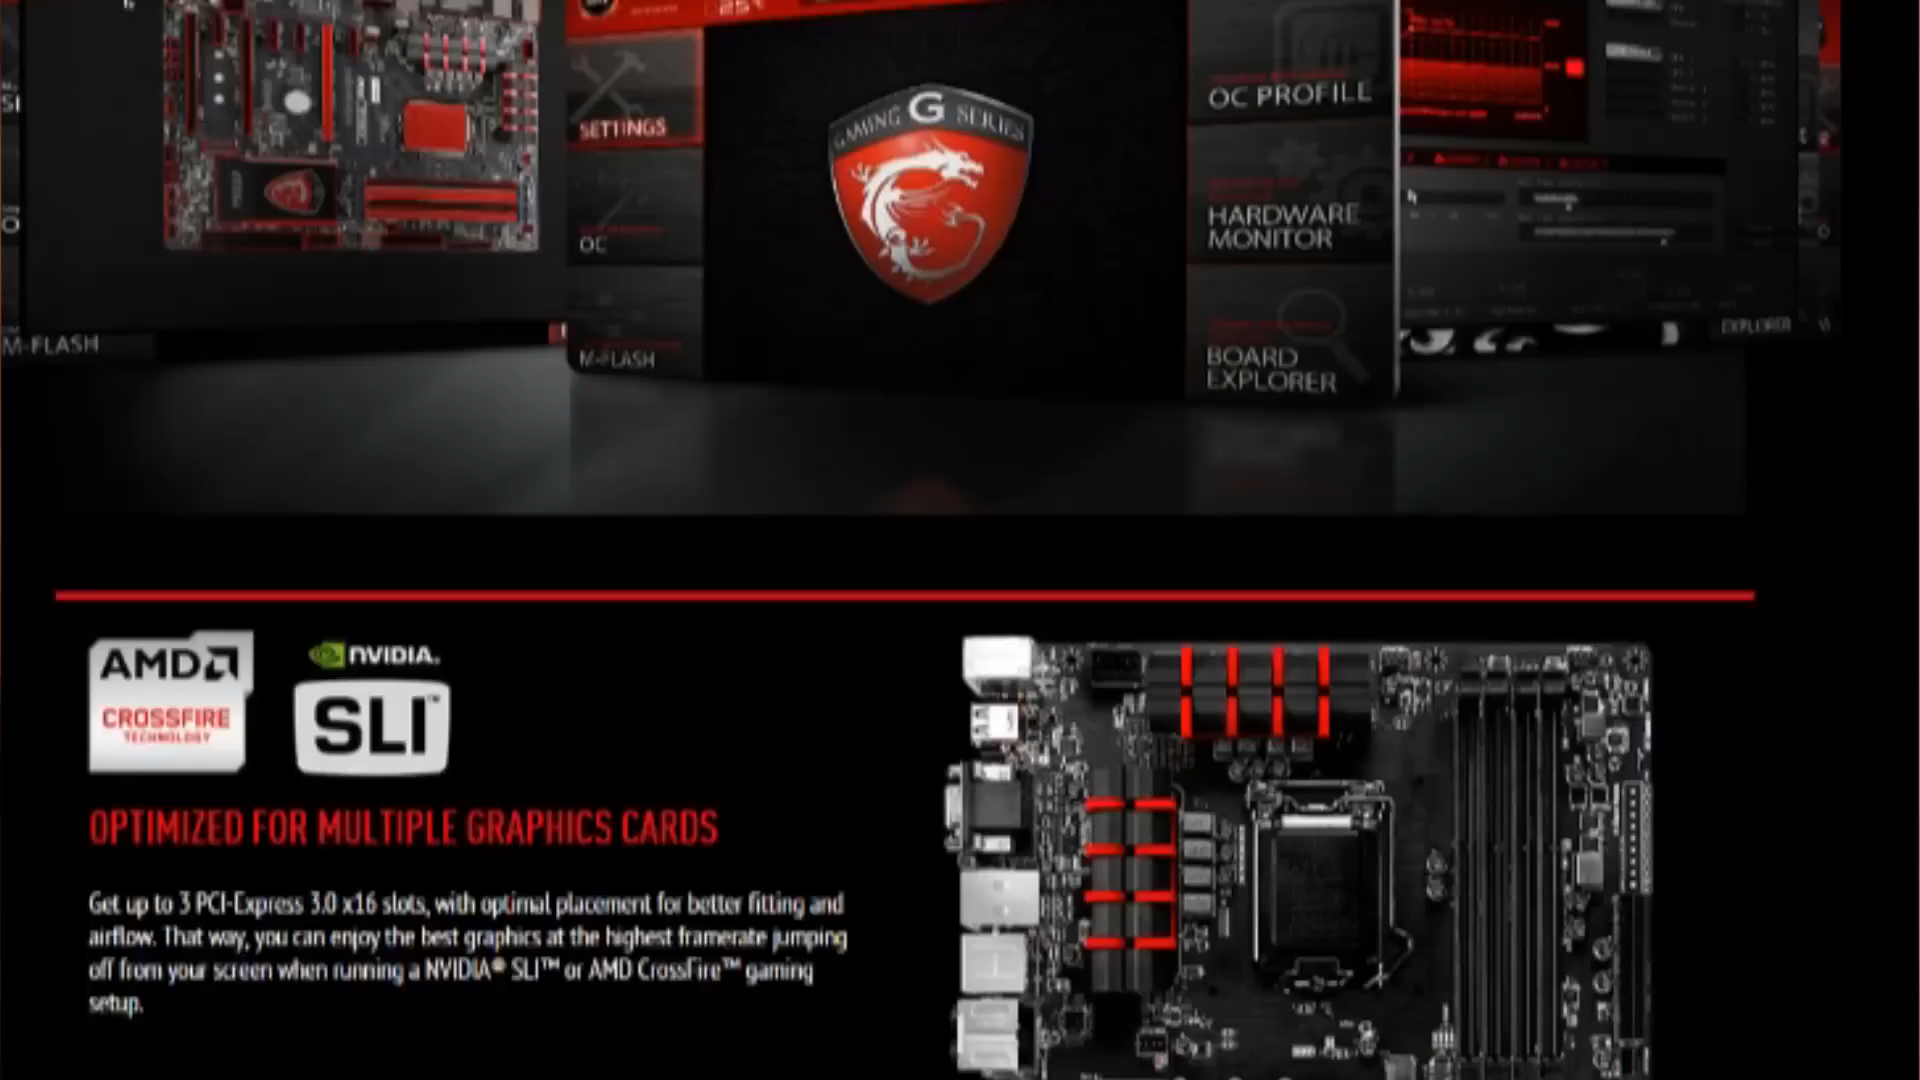 SETTINGS
OC
M-FLASH
M-FLASH
GAMING G SERIES
OC PROFILE
HARDWARE
MONITOR
BOARD
EXPLORER
EXPLORER
AMD
CROSSFIRE
TECHNOLOGY
NVIDIA.
SLI™
OPTIMIZED FOR MULTIPLE GRAPHICS CARDS
Get up to 3 PCI-Express 3.0 x16 slots, with optimal placement for better fitting and
airflow. That way, you can enjoy the best graphics at the highest framerate jumping
off from your screen when running a NVIDIA® SLI™ or AMD CrossFire™ gaming
setup.